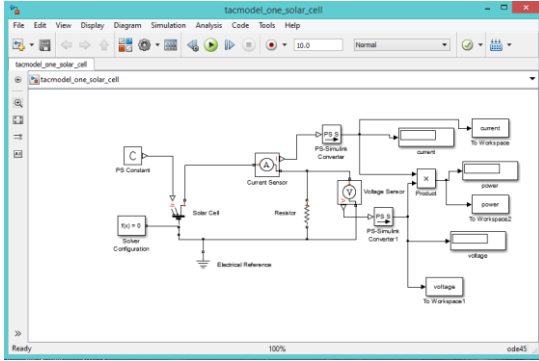 tacmodel_one_solar_cell
File Edit View Display Diagram Simulation Analysis Code Tools Help
10.0 Normal
tacmodel_one_solar_cell
tacmodel_one_solar_cell
C
PS Constant
A
Current Sensor
PS S
PS-Simulink
Converter
current
current
To Workspace
×
Product
power
power
To Workspace2
V
Voltage Sensor
PS S
PS-Simulink
Converter1
voltage
voltage
To Workspace1
Solar Cell
Resistor
f(x) = 0
Solver
Configuration
Electrical Reference
Ready 100% ode45